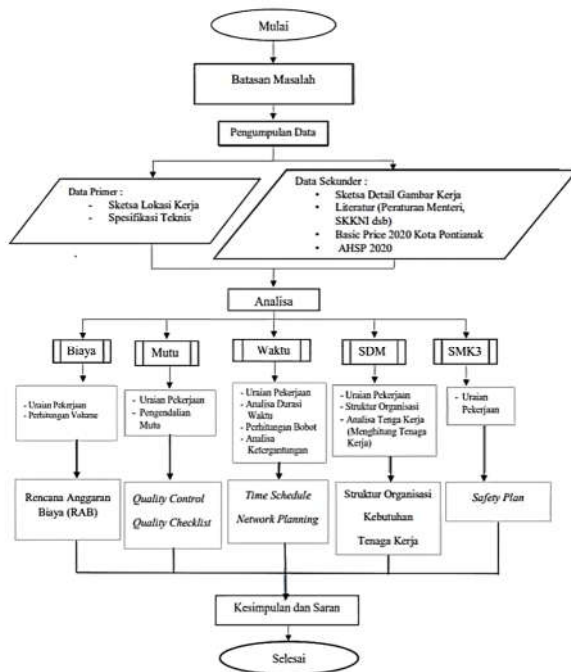 Mulai
Batasan Masalah
Pengumpulan Data
Data Primer :
- Sketsa Lokasi Kerja
- Spesifikasi Teknis
Data Sekunder :
• Sketsa Detail Gambar Kerja
• Literatur (Peraturan Menteri,
SKKNI dsb)
• Basic Price 2020 Kota Pontianak
• AHSP 2020
Analisa
Biaya
Mutu
Waktu
SDM
SMK3
- Uraian Pekerjaan
- Perhitungan Volume
- Uraian Pekerjaan
- Pengendalian
Mutu
- Uraian Pekerjaan
- Analisa Durasi
Waktu
- Perhitungan Bobot
- Analisa
Ketergantungan
- Uraian Pekerjaan
- Struktur Organisasi
- Analisa Tenga Kerja
(Menghitung Tenaga
Kerja)
- Uraian
Pekerjaan
Rencana Anggaran
Biaya (RAB)
Quality Control
Quality Checklist
Time Schedule
Network Planning
Struktur Organisasi
Kebutuhan
Tenaga Kerja
Safety Plan
Kesimpulan dan Saran
Selesai